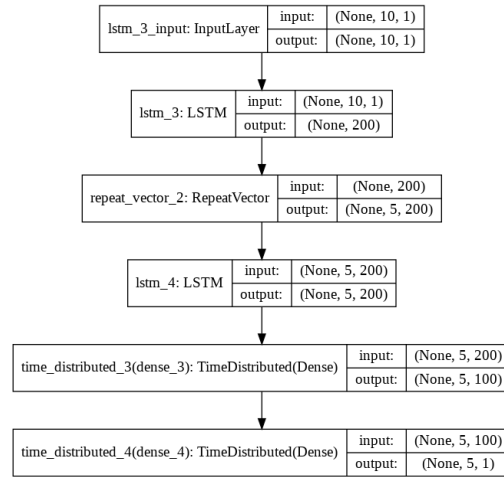 lstm_3_input: InputLayer
input: (None, 10, 1)
output: (None, 10, 1)
lstm_3: LSTM
input: (None, 10, 1)
output: (None, 200)
repeat_vector_2: RepeatVector
input: (None, 200)
output: (None, 5, 200)
lstm_4: LSTM
input: (None, 5, 200)
output: (None, 5, 200)
time_distributed_3(dense_3): TimeDistributed(Dense)
input: (None, 5, 200)
output: (None, 5, 100)
time_distributed_4(dense_4): TimeDistributed(Dense)
input: (None, 5, 100)
output: (None, 5, 1)